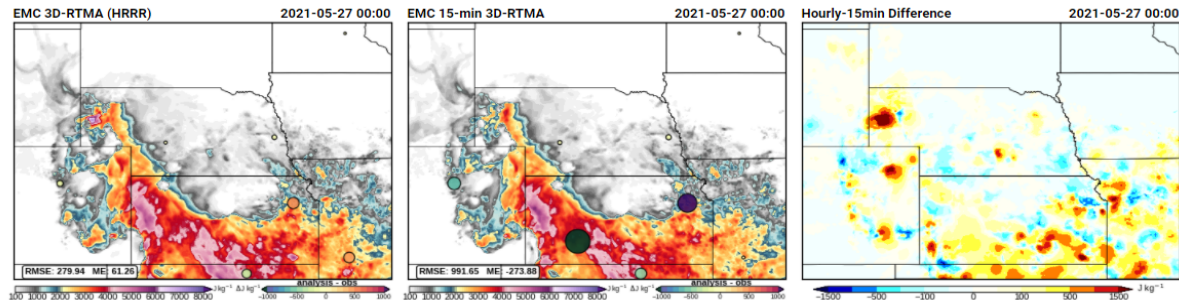 EMC 3D-RTMA (HRRR) 2021-05-27 00:00
EMC 15-min 3D-RTMA 2021-05-27 00:00
Hourly-15min Difference 2021-05-27 00:00
RMSE: 279.94 ME: 61.26
analysis - obs
RMSE: 991.65 ME: -273.88
analysis - obs
100 1000 2000 3000 4000 5000 6000 7000 8000 J kg⁻¹ ΔJ kg⁻¹ -1000 -500 0 500 1000
100 1000 2000 3000 4000 5000 6000 7000 8000 J kg⁻¹ ΔJ kg⁻¹ -1000 -500 0 500 1000
-1500 -500 -100 0 100 500 1500 J kg⁻¹